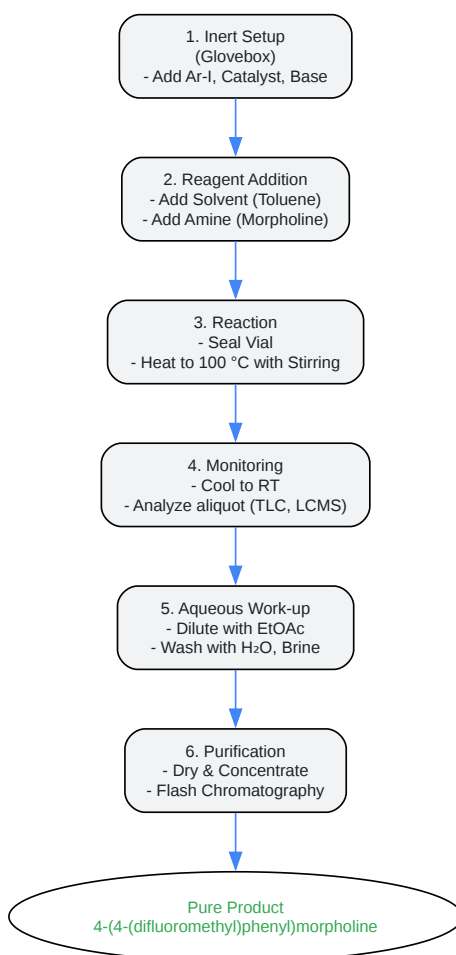 1. Inert Setup
(Glovebox)
- Add Ar-I, Catalyst, Base
2. Reagent Addition
- Add Solvent (Toluene)
- Add Amine (Morpholine)
3. Reaction
- Seal Vial
- Heat to 100 °C with Stirring
4. Monitoring
- Cool to RT
- Analyze aliquot (TLC, LCMS)
5. Aqueous Work-up
- Dilute with EtOAc
- Wash with H₂O, Brine
6. Purification
- Dry & Concentrate
- Flash Chromatography
Pure Product
4-(4-(difluoromethyl)phenyl)morpholine